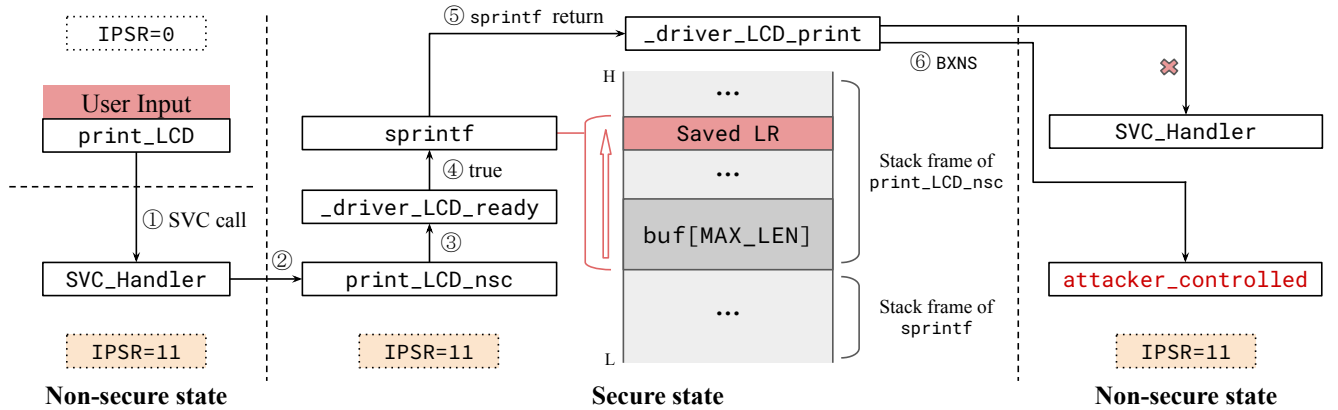 IPSR=0
User Input
print_LCD
① SVC call
SVC_Handler
IPSR=11
Non-secure state
②
print_LCD_nsc
③
_driver_LCD_ready
④ true
sprintf
⑤ sprintf return
_driver_LCD_print
IPSR=11
H
...
Saved LR
...
buf[MAX_LEN]
...
L
Stack frame of
print_LCD_nsc
Stack frame of
sprintf
Secure state
⑥ BXNS
SVC_Handler
attacker_controlled
IPSR=11
Non-secure state